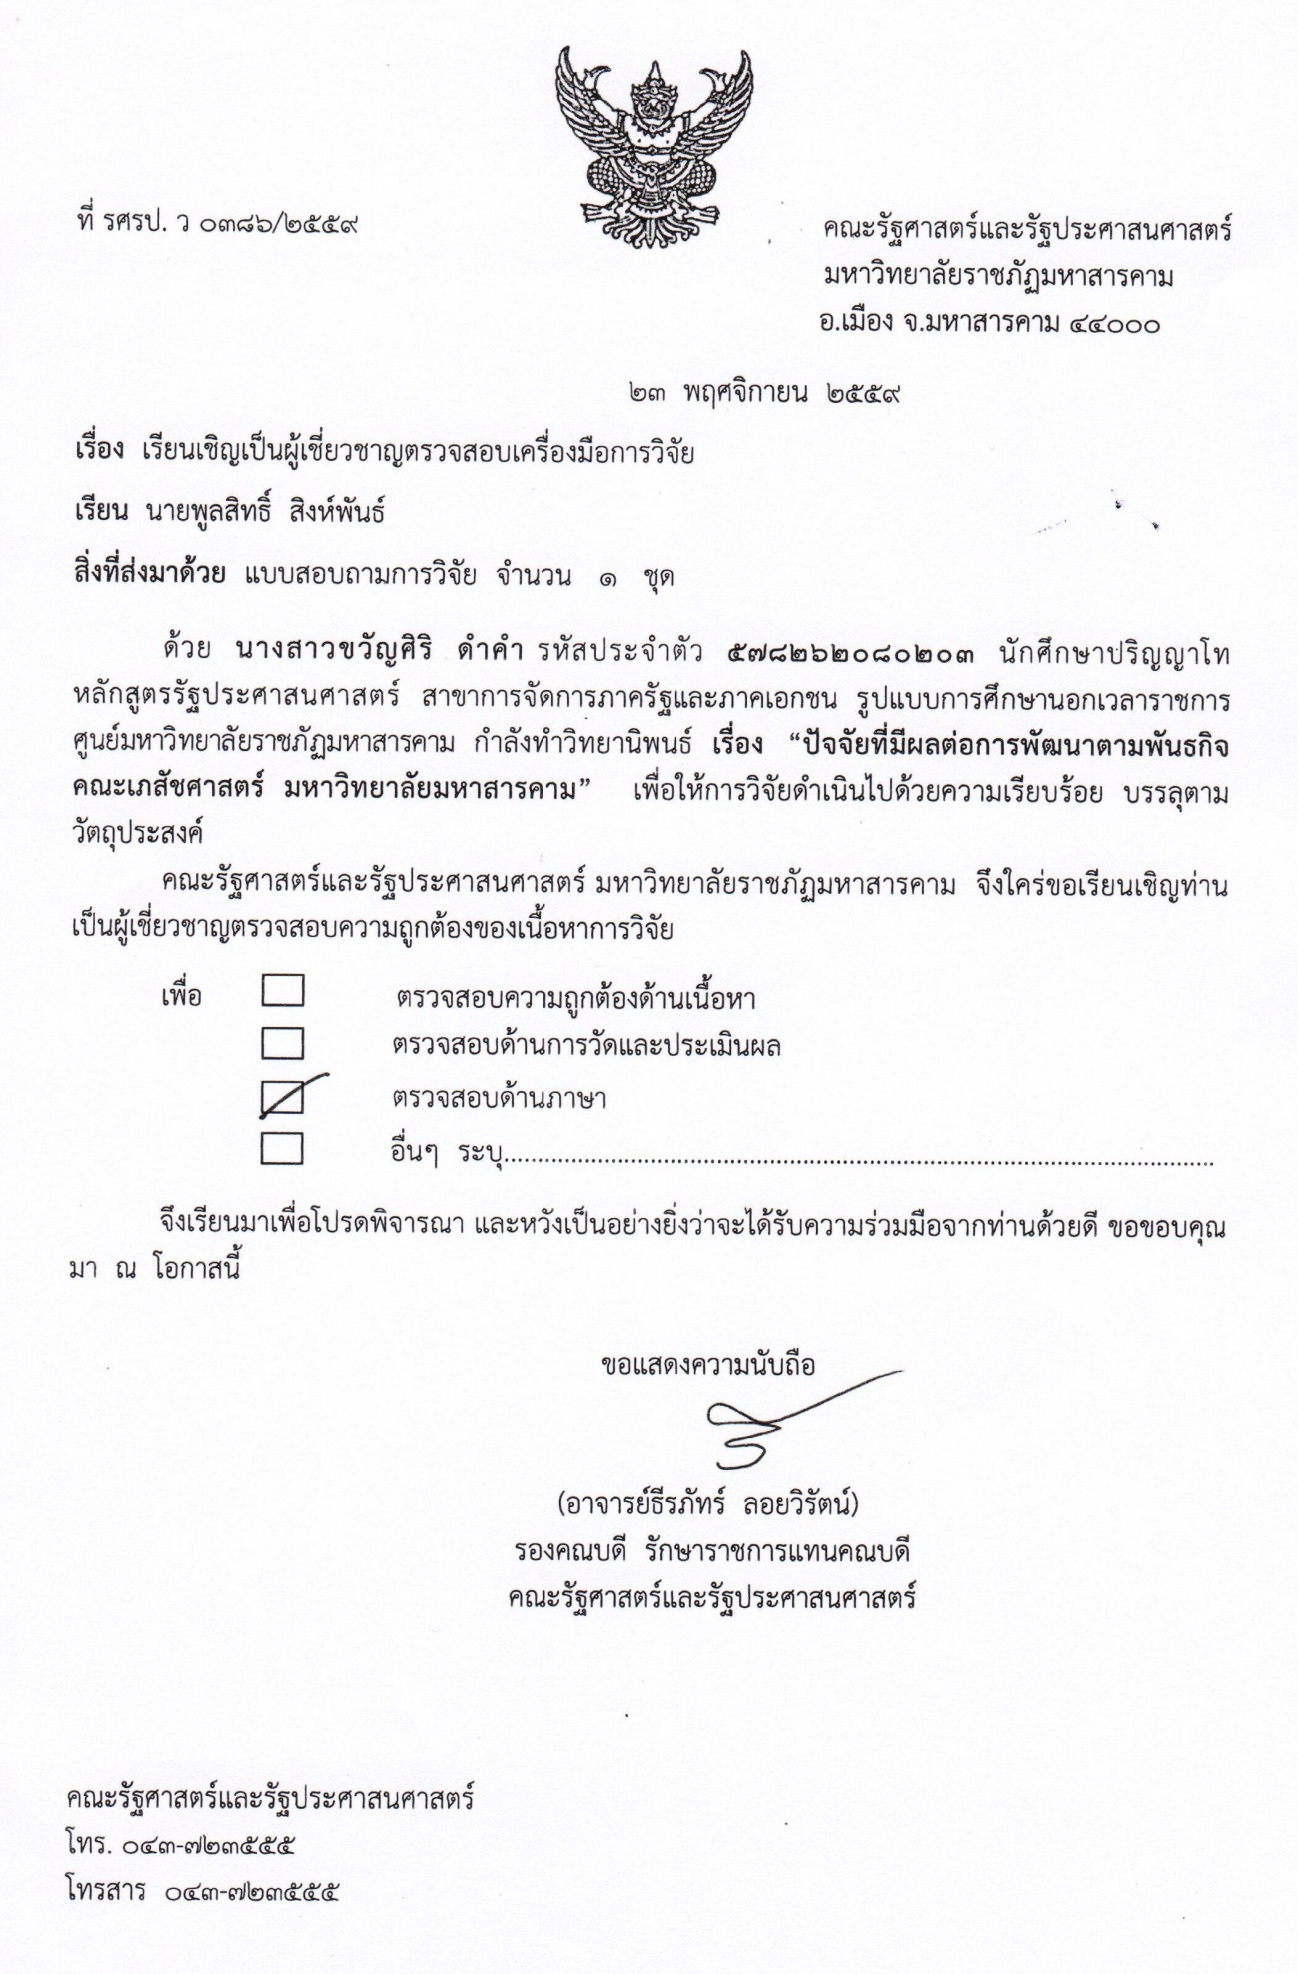 ที่ รศรป. ว ๐๓๘๖/๒๕๕๙
คณะรัฐศาสตร์และรัฐประศาสนศาสตร์
มหาวิทยาลัยราชภัฏมหาสารคาม
อ.เมือง จ.มหาสารคาม ๔๔๐๐๐
๒๓ พฤศจิกายน ๒๕๕๙
เรื่อง เรียนเชิญเป็นผู้เชี่ยวชาญตรวจสอบเครื่องมือการวิจัย
เรียน นายพูลสิทธิ์ สิงห์พันธ์
สิ่งที่ส่งมาด้วย แบบสอบถามการวิจัย จำนวน ๑ ชุด
ด้วย นางสาวขวัญศิริ ดำคำ รหัสประจำตัว ๕๗๘๒๖๒๐๘๐๒๐๓ นักศึกษาปริญญาโท
หลักสูตรรัฐประศาสนศาสตร์ สาขาการจัดการภาครัฐและภาคเอกชน รูปแบบการศึกษานอกเวลาราชการ
ศูนย์มหาวิทยาลัยราชภัฏมหาสารคาม กำลังทำวิทยานิพนธ์ เรื่อง “ปัจจัยที่มีผลต่อการพัฒนาตามพันธกิจ
คณะเภสัชศาสตร์ มหาวิทยาลัยมหาสารคาม” เพื่อให้การวิจัยดำเนินไปด้วยความเรียบร้อย บรรลุตาม
วัตถุประสงค์
คณะรัฐศาสตร์และรัฐประศาสนศาสตร์ มหาวิทยาลัยราชภัฏมหาสารคาม จึงใคร่ขอเรียนเชิญท่าน
เป็นผู้เชี่ยวชาญตรวจสอบความถูกต้องของเนื้อหาการวิจัย
เพื่อ ตรวจสอบความถูกต้องด้านเนื้อหา
ตรวจสอบด้านการวัดและประเมินผล
ตรวจสอบด้านภาษา
อื่นๆ ระบุ..........................................................................................................
จึงเรียนมาเพื่อโปรดพิจารณา และหวังเป็นอย่างยิ่งว่าจะได้รับความร่วมมือจากท่านด้วยดี ขอขอบคุณ
มา ณ โอกาสนี้
ขอแสดงความนับถือ
(อาจารย์ธีรภัทร์ ลอยวิรัตน์)
รองคณบดี รักษาราชการแทนคณบดี
คณะรัฐศาสตร์และรัฐประศาสนศาสตร์
คณะรัฐศาสตร์และรัฐประศาสนศาสตร์
โทร. ๐๔๓-๗๒๓๕๕๕
โทรสาร ๐๔๓-๗๒๓๕๕๕